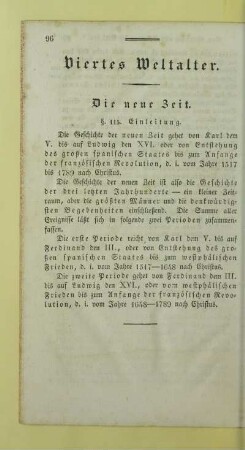 96
Viertes Weltalter.
Die neue Zeit.
§. 115. Einleitung.
Die Geschichte der neuen Zeit gehet von Karl dem
V. bis auf Ludwig den XVI. oder von Entstehung
des großen spanischen Staates bis zum Anfange
der französischen Revolution, d. i. vom Jahre 1517
bis 1789 nach Christus.
Die Geschichte der neuen Zeit ist also die Geschichte
der drei letzten Jahrhunderte — ein kleiner Zeit-
raum, aber die größten Männer und die denkwürdig-
sten Begebenheiten einschließend. Die Summe aller
Ereignisse läßt sich in folgende zwei Perioden zusammen-
fassen.
Die erste Periode reicht von Karl dem V. bis auf
Ferdinand den III., oder von Entstehung des gro-
ßen spanischen Staates bis zum westphälischen
Frieden, d. i. vom Jahre 1517—1648 nach Christus.
Die zweite Periode gehet von Ferdinand dem III.
bis auf Ludwig den XVI., oder vom westphälischen
Frieden bis zum Anfange der französischen Revo-
lution, d. i. vom Jahre 1648—1789 nach Christus.